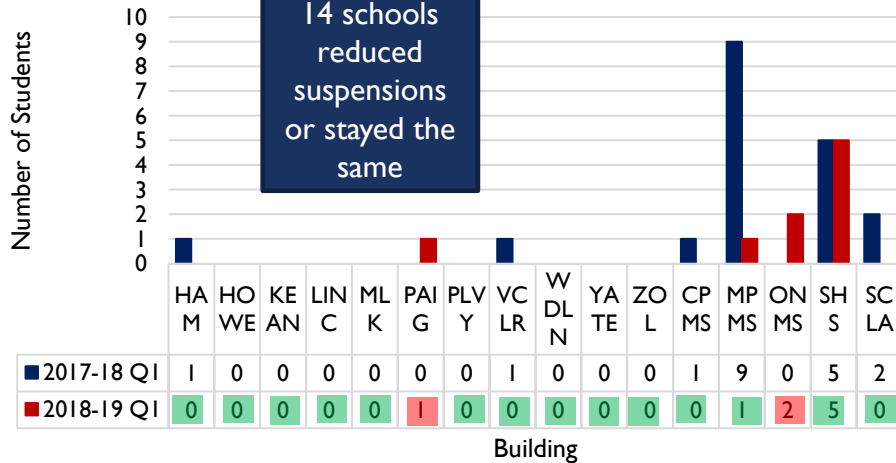 14 schools
reduced
suspensions
or stayed the
same
Number of Students
10
9
8
7
6
5
4
3
2
1
0
HA HO KE LIN ML PAI PLV VC W YA ZO CP MP ON SH SC
M WE AN C K G Y LR DL TE L MS MS MS S LA
N
2017-18 Q1 1 0 0 0 0 0 0 1 0 0 0 1 9 0 5 2
2018-19 Q1 0 0 0 0 0 1 0 0 0 0 0 0 1 2 5 0
Building